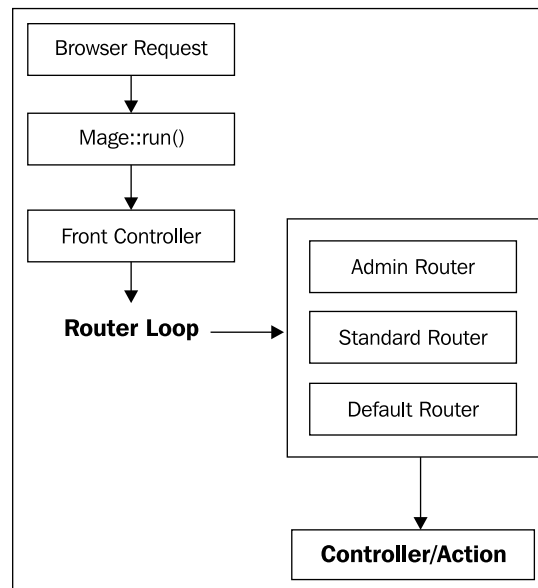 Browser Request
Mage::run()
Front Controller
Router Loop
Admin Router
Standard Router
Default Router
Controller/Action